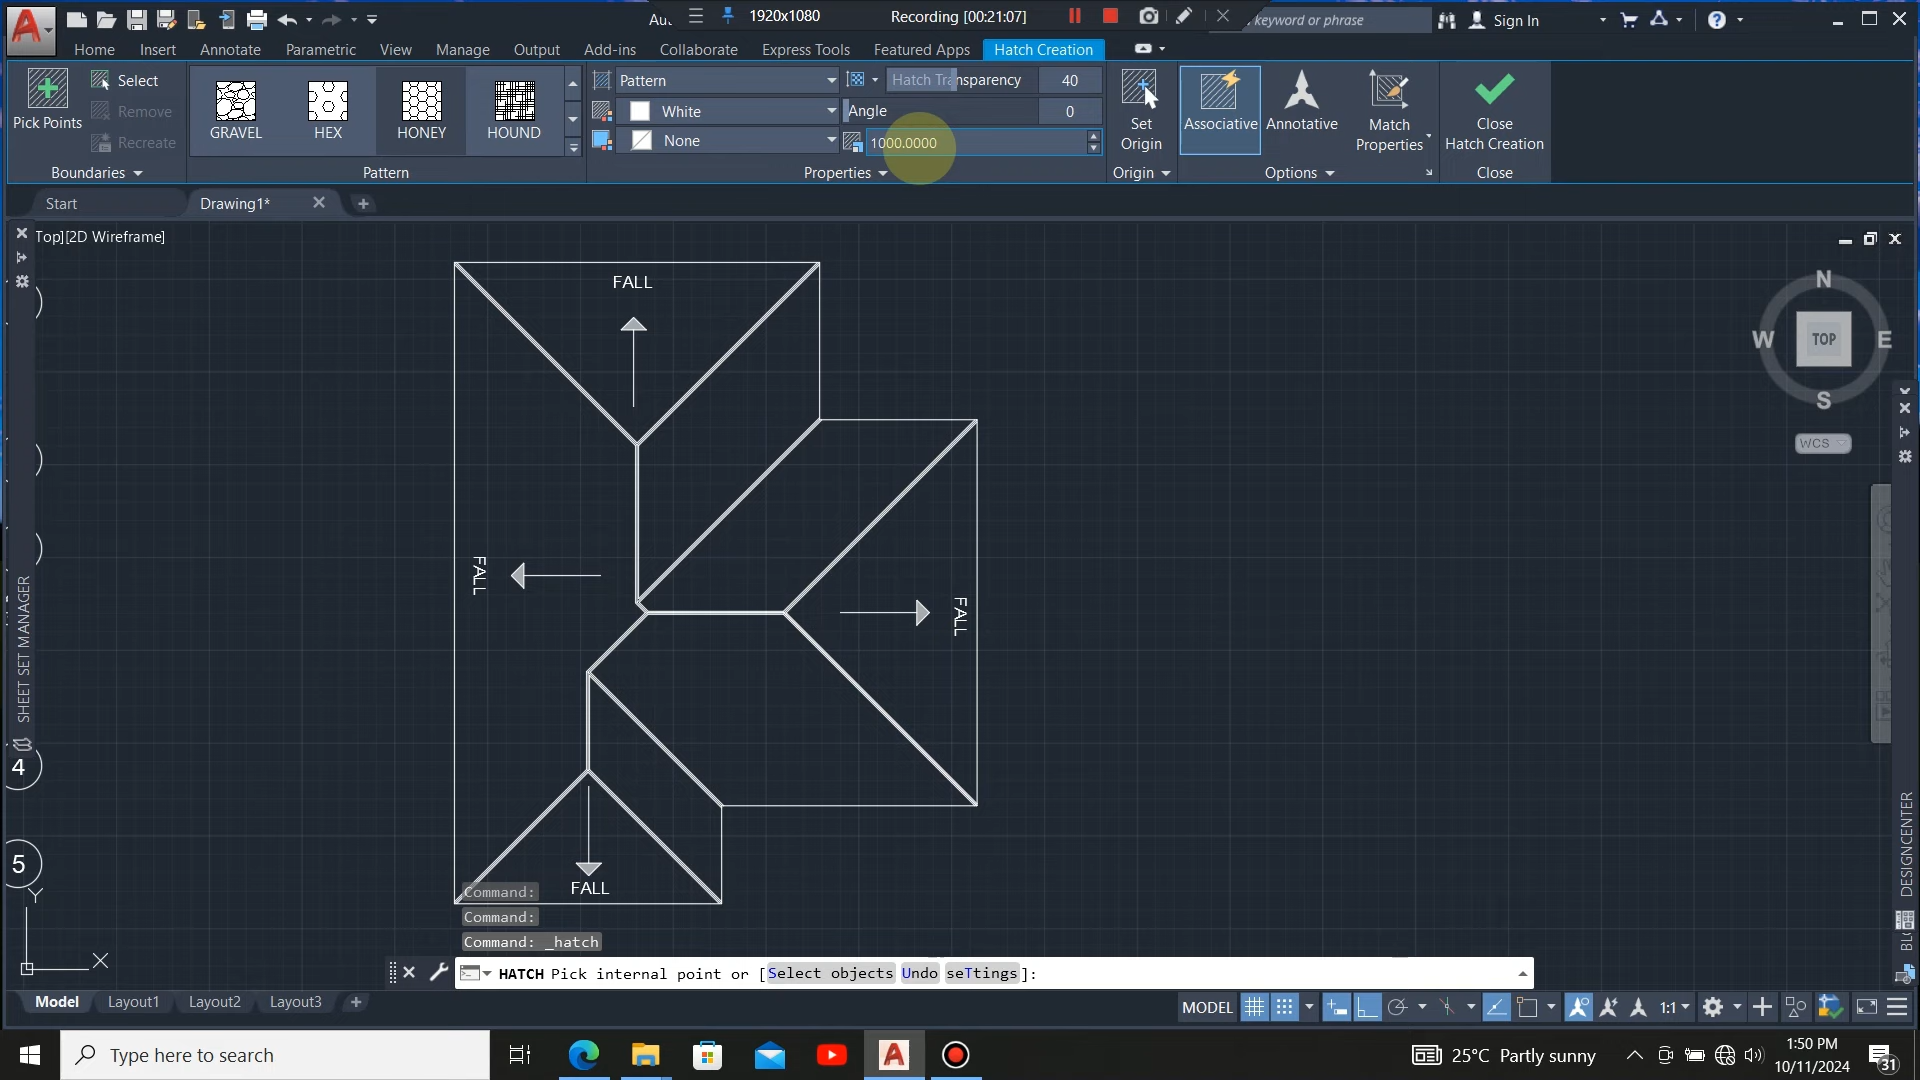 Aut
1920x1080
Recording [00:21:07]
keyword or phrase
Sign In
Home
Insert
Annotate
Parametric
View
Manage
Output
Add-ins
Collaborate
Express Tools
Featured Apps
Hatch Creation
Pick Points
Select
Remove
Recreate
Boundaries
GRAVEL
HEX
HONEY
HOUND
Pattern
Pattern
White
None
Hatch Transparency
40
Angle
0
1000.0000
Properties
Set
Origin
Origin
Associative
Annotative
Match
Properties
Options
Close
Hatch Creation
Close
Start
Drawing1*
Top][2D Wireframe]
FALL
FALL
FALL
FALL
N
W
TOP
E
S
WCS
SHEET SET MANAGER
4
5
Y
X
DESIGNCENTER
Command:
Command:
Command: _hatch
HATCH Pick internal point or [Select objects Undo seTtings]:
Model
Layout1
Layout2
Layout3
MODEL
1:1
Type here to search
25°C Partly sunny
1:50 PM
10/11/2024
31